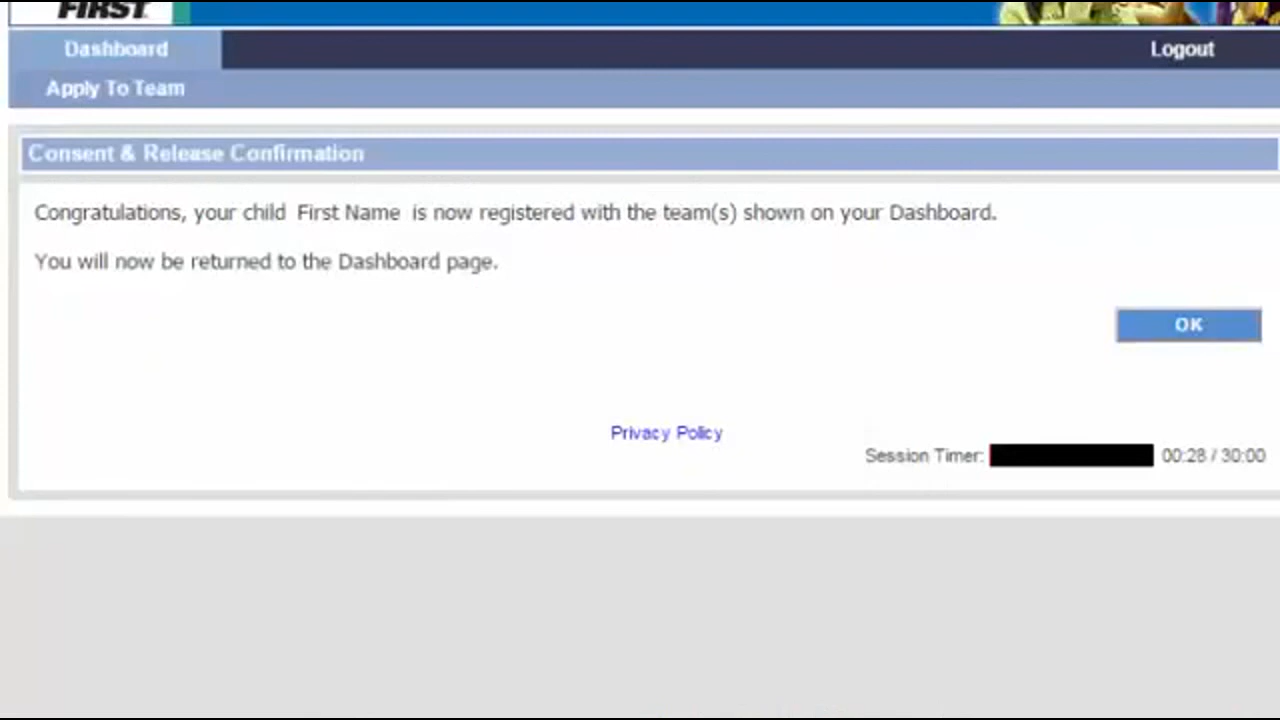 FIRST
Dashboard
Logout
Apply To Team
Consent & Release Confirmation
Congratulations, your child First Name is now registered with the team(s) shown on your Dashboard.
You will now be returned to the Dashboard page.
OK
Privacy Policy
Session Timer: 00:28 / 30:00